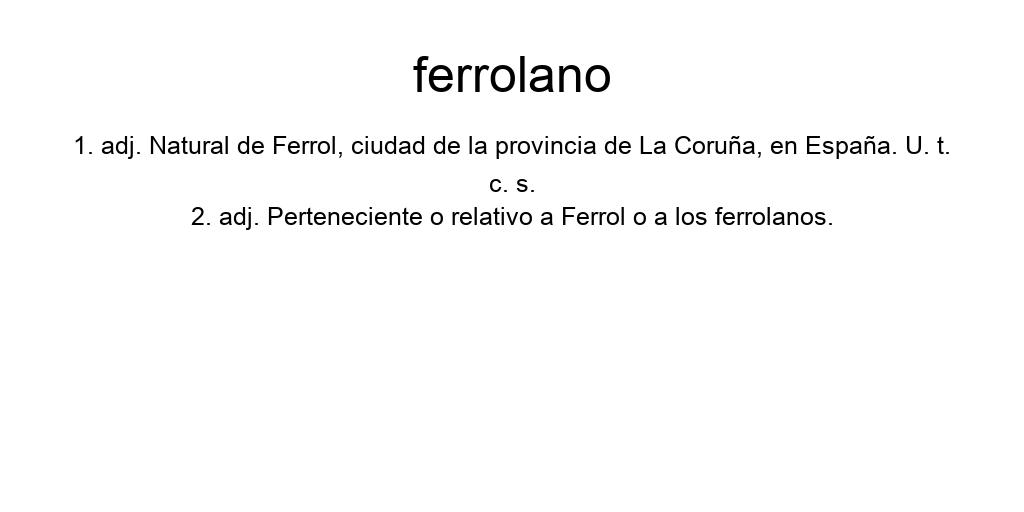 ferrolano
1. adj. Natural de Ferrol, ciudad de la provincia de La Coruña, en España. U. t.
c. s.
2. adj. Perteneciente o relativo a Ferrol o a los ferrolanos.